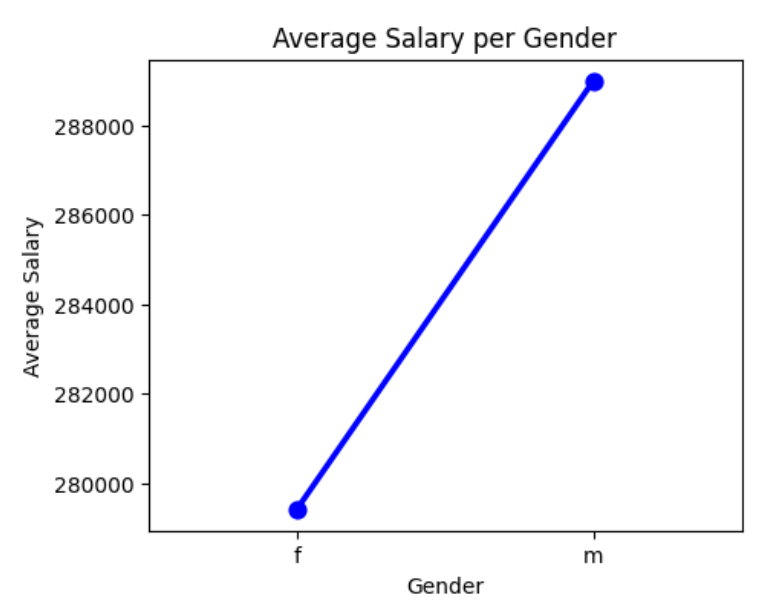 Average Salary per Gender
Average Salary
288000
286000
284000
282000
280000
f
m
Gender